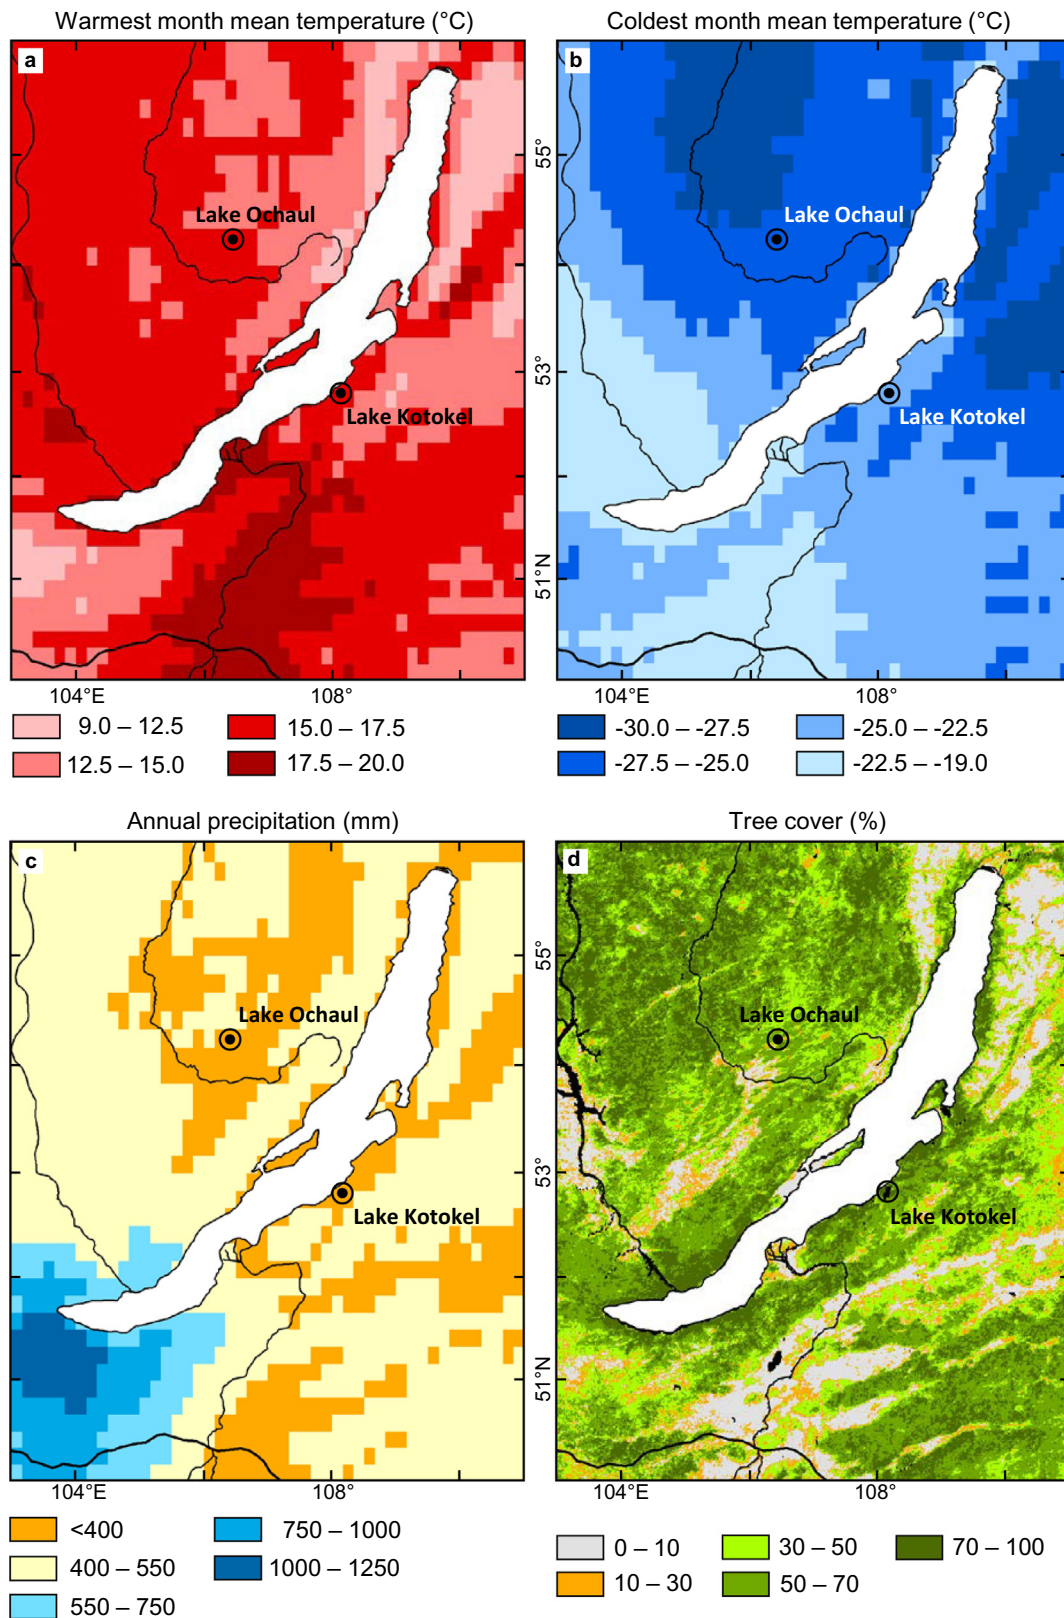 Warmest month mean temperature (°C)
a
Lake Ochaul
Lake Kotokel
104°E
108°
9.0 – 12.5
15.0 – 17.5
12.5 – 15.0
17.5 – 20.0
Coldest month mean temperature (°C)
b
55°
Lake Ochaul
53°
Lake Kotokel
51°N
104°E
108°
-30.0 – -27.5
-25.0 – -22.5
-27.5 – -25.0
-22.5 – -19.0
Annual precipitation (mm)
c
Lake Ochaul
Lake Kotokel
104°E
108°
<400
750 – 1000
400 – 550
1000 – 1250
550 – 750
Tree cover (%)
d
55°
Lake Ochaul
53°
Lake Kotokel
51°N
104°E
108°
0 – 10
30 – 50
70 – 100
10 – 30
50 – 70